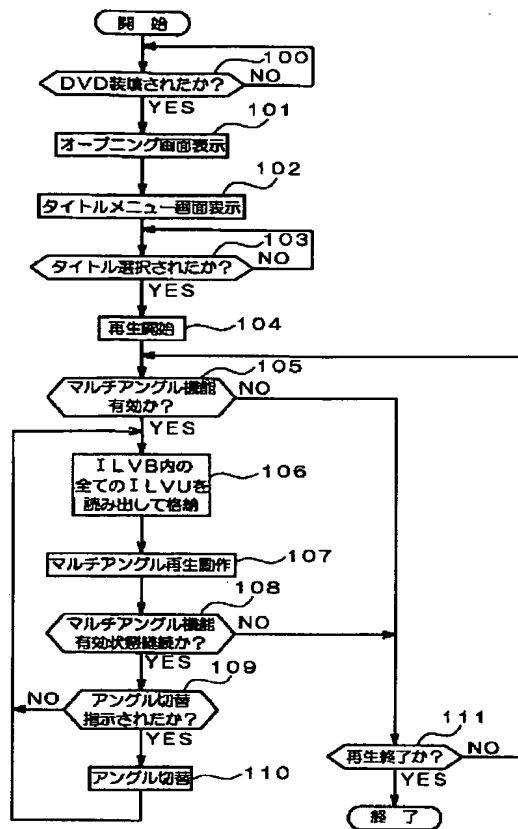 開始
100
DVD装填されたか？
NO
YES
101
オープニング画面表示
102
タイトルメニュー画面表示
103
タイトル選択されたか？
NO
YES
再生開始
104
105
マルチアングル機能
有効か？
NO
YES
ILVB内の
全てのILVUを
読み出して格納
106
マルチアングル再生動作
107
108
マルチアングル機能
有効状態継続か？
NO
YES
109
NO
アングル切替
指示されたか？
YES
アングル切替
110
111
再生終了か？
NO
YES
終了